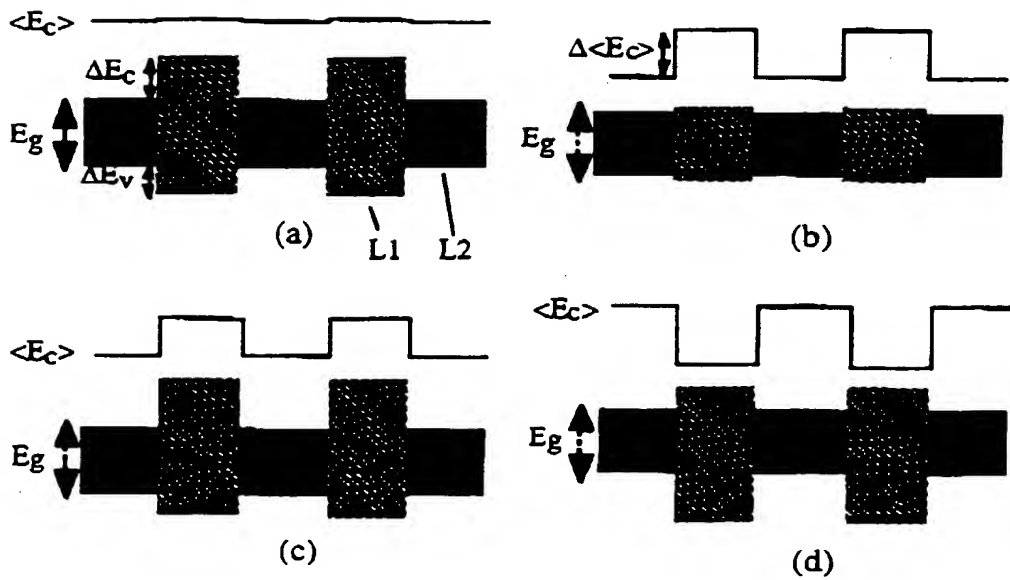 <Ec>
ΔEc
Eg
ΔEv
L1
L2
(a)
Δ<Ec>
Eg
(b)
<Ec>
Eg
(c)
<Ec>
Eg
(d)